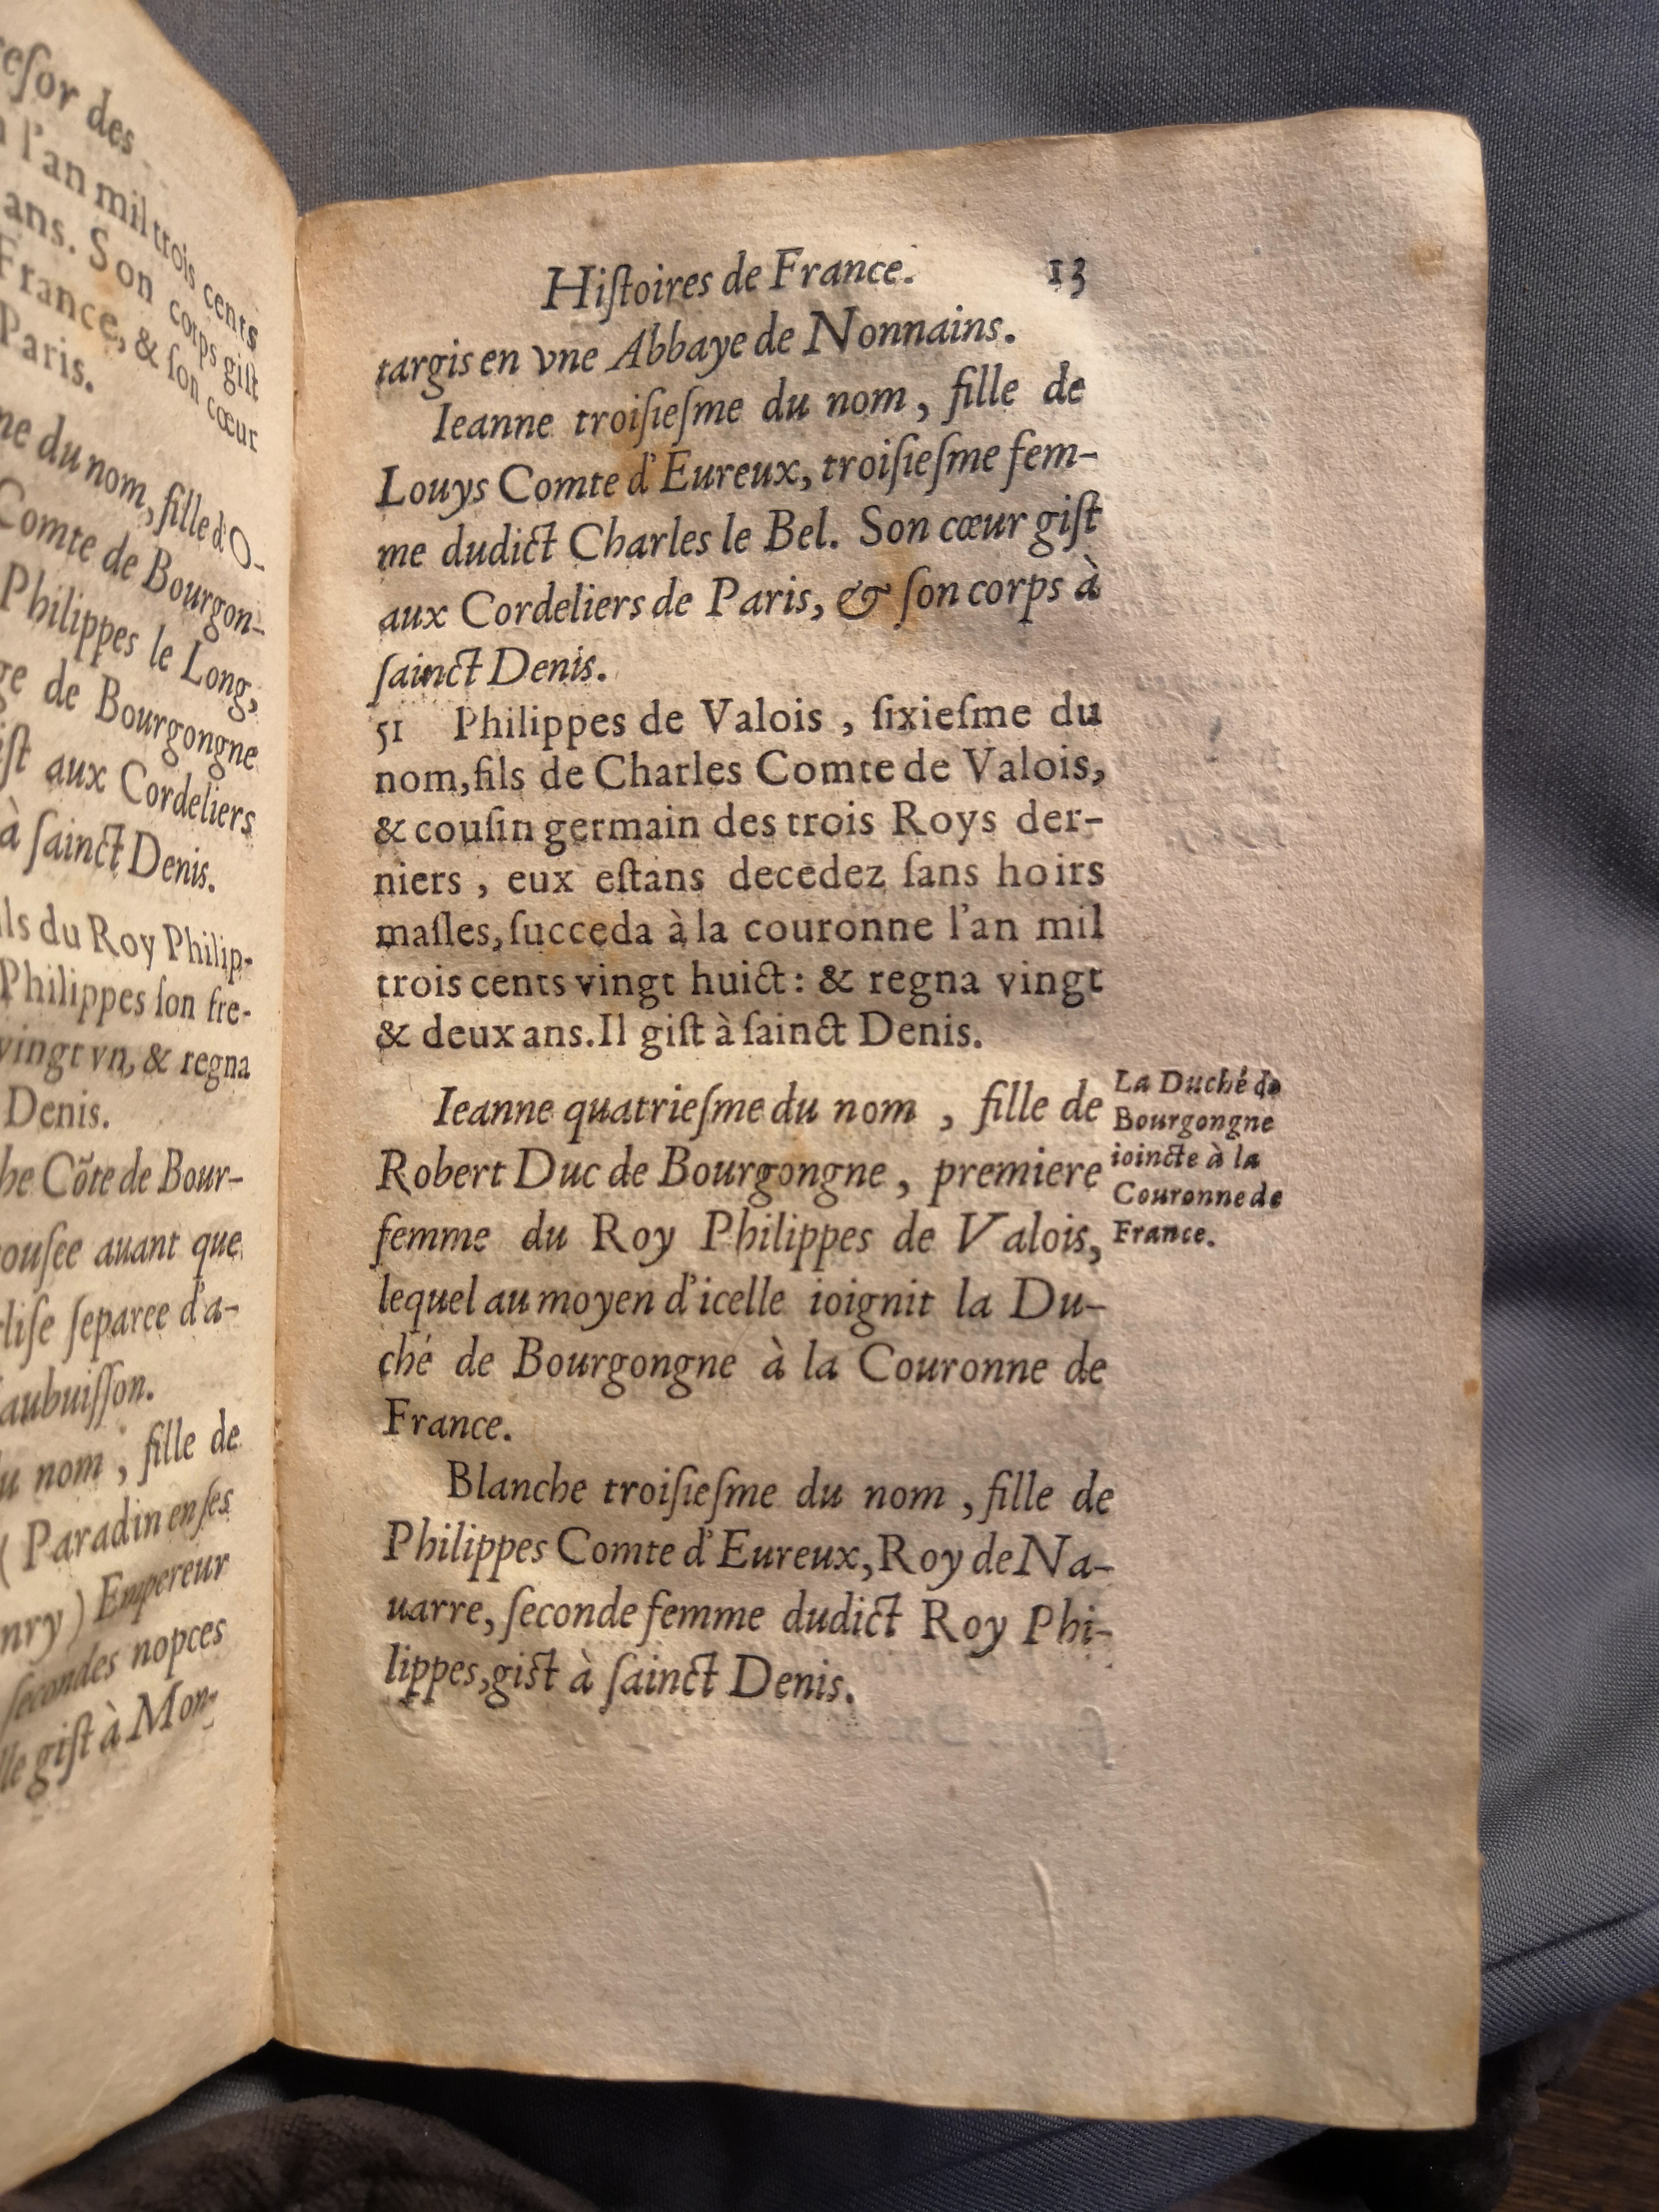 eſor des
l'an mil trois cents
ans. Son corps giſt
France, & ſon cœur
Paris.
me du nom, fille d'O-
Comte de Bourgon-
Philippes le Long,
ge de Bourgongne
iſt aux Cordeliers
à ſainct Denis.
ils du Roy Philip-
Philippes ſon fre-
vingt vn, & regna
Denis.
he Cõte de Bour-
ouſee auant que
liſe ſeparee d'a-
aubuiſſon.
u nom, fille de
( Paradin en ſes
nry ) Empereur
ſecondes nopces
lle giſt à Mon-
Hiſtoires de France. 13
targis en vne Abbaye de Nonnains.
Ieanne troiſieſme du nom, fille de
Louys Comte d'Eureux, troiſieſme fem-
me dudict Charles le Bel. Son cœur giſt
aux Cordeliers de Paris, & ſon corps à
ſainct Denis.
51 Philippes de Valois, ſixieſme du
nom, fils de Charles Comte de Valois,
& couſin germain des trois Roys der-
niers, eux eſtans decedez ſans hoirs
maſles, ſucceda à la couronne l'an mil
trois cents vingt huict: & regna vingt
& deux ans. Il giſt à ſainct Denis.
Ieanne quatrieſme du nom, fille de
Robert Duc de Bourgongne, premiere
femme du Roy Philippes de Valois,
lequel au moyen d'icelle ioignit la Du-
ché de Bourgongne à la Couronne de
France.
La Duché de
Bourgongne
ioincte à la
Couronne de
France.
Blanche troiſieſme du nom, fille de
Philippes Comte d'Eureux, Roy de Na-
uarre, ſeconde femme dudict Roy Phi-
lippes, giſt à ſainct Denis.